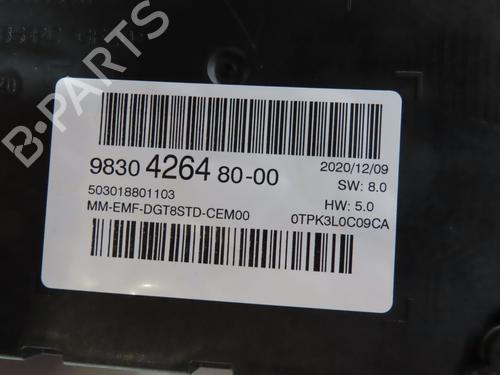 9830 4264 80-00
2020/12/09
503018801103
SW: 8.0
MM-EMF-DGT8STD-CEM00
HW: 5.0
0TPK3L0C09CA
B-PARTS